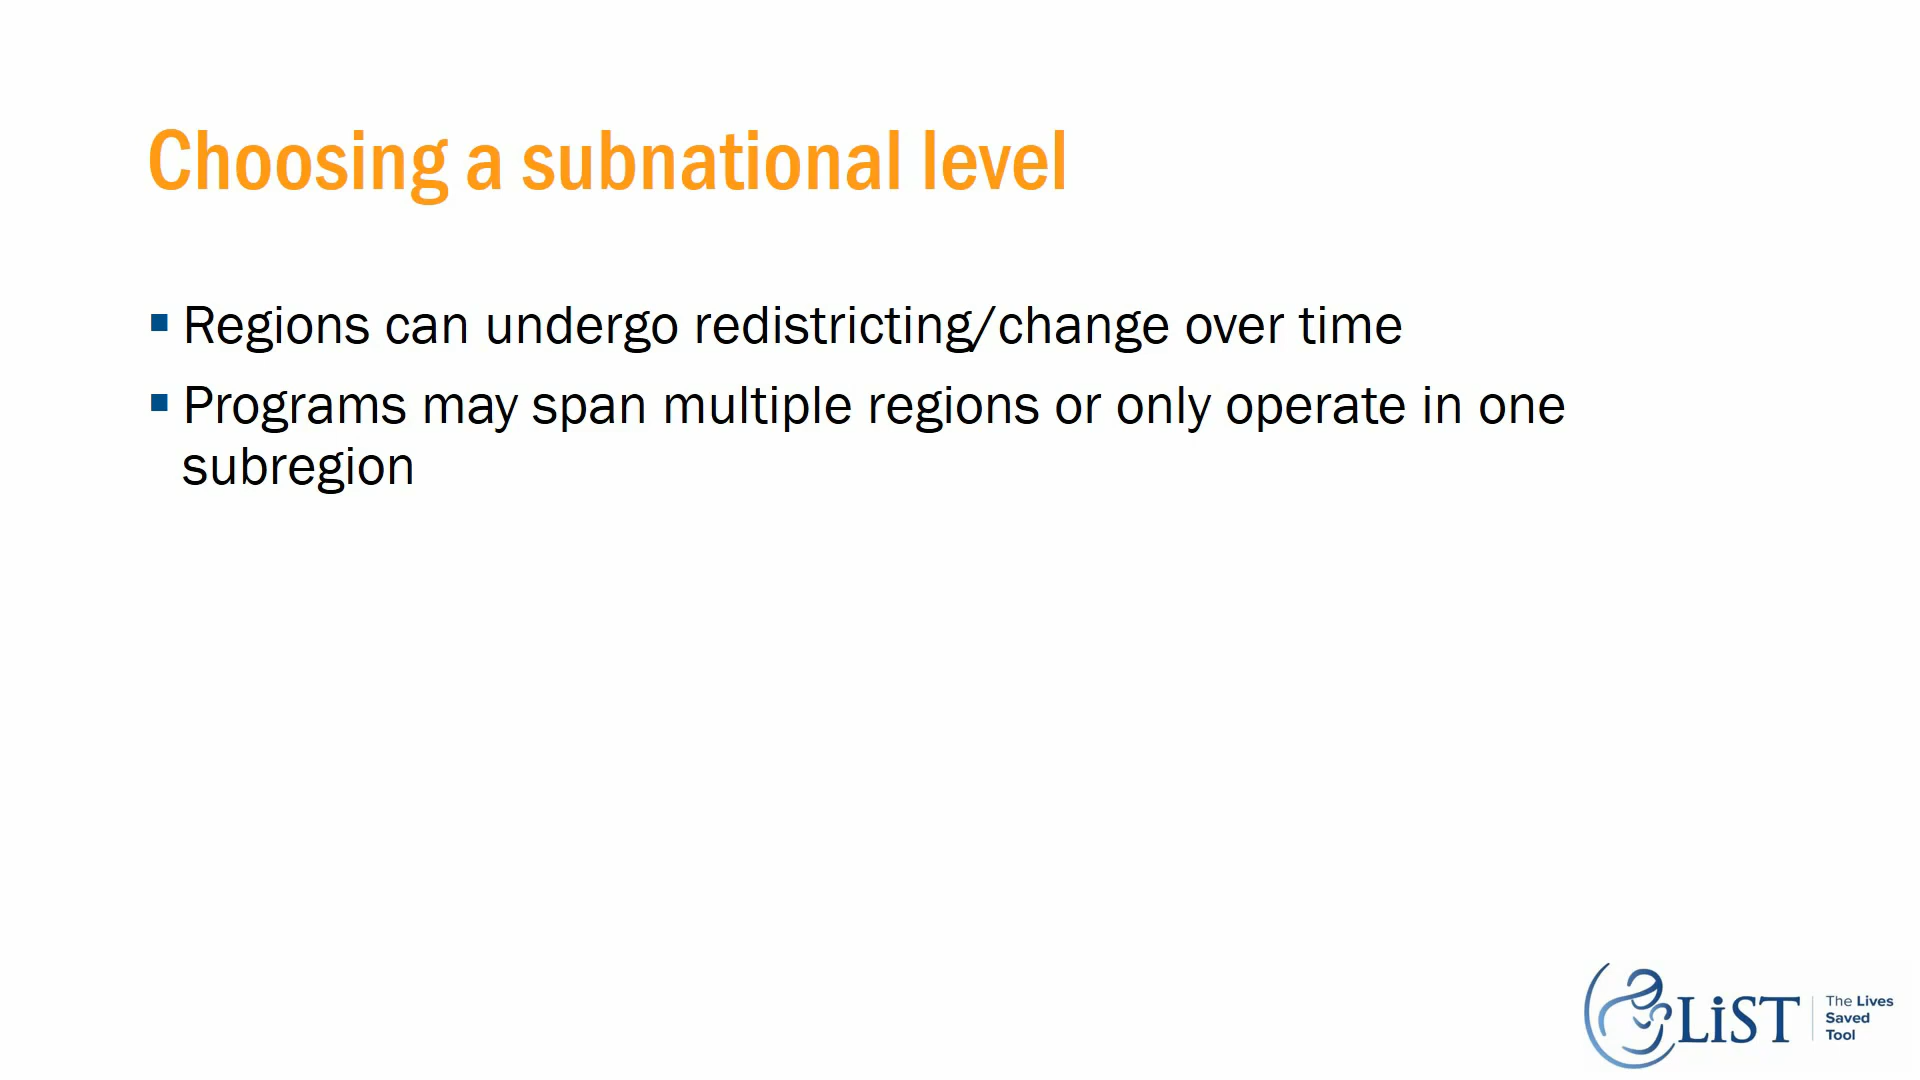 Choosing a subnational level
▪ Regions can undergo redistricting/change over time
▪ Programs may span multiple regions or only operate in one
subregion
LiST
The Lives
Saved
Tool